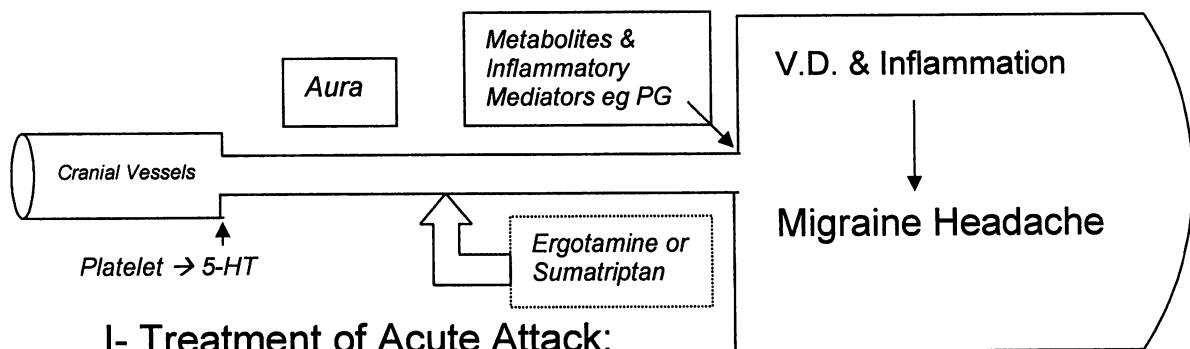 Aura
Metabolites &
Inflammatory
Mediators eg PG
V.D. & Inflammation
Cranial Vessels
Migraine Headache
Platelet → 5-HT
Ergotamine or
Sumatriptan
I- Treatment of Acute Attack: